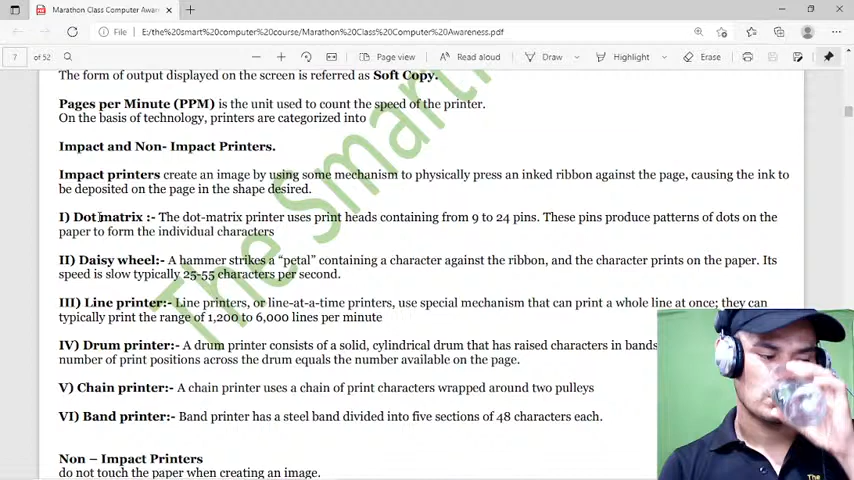 Marathon Class Computer Awar
File
E:/the%20smart%20computer%20course/Marathon%20Class%20Computer%20Awareness.pdf
7 of 52
Page view
Read aloud
Draw
Highlight
Erase
The form of output displayed on the screen is referred as Soft Copy.
Pages per Minute (PPM) is the unit used to count the speed of the printer.
On the basis of technology, printers are categorized into
Impact and Non- Impact Printers.
Impact printers create an image by using some mechanism to physically press an inked ribbon against the page, causing the ink to
be deposited on the page in the shape desired.
I) Dot matrix :- The dot-matrix printer uses print heads containing from 9 to 24 pins. These pins produce patterns of dots on the
paper to form the individual characters
II) Daisy wheel:- A hammer strikes a “petal” containing a character against the ribbon, and the character prints on the paper. Its
speed is slow typically 25-55 characters per second.
III) Line printer:- Line printers, or line-at-a-time printers, use special mechanism that can print a whole line at once; they can
typically print the range of 1,200 to 6,000 lines per minute
IV) Drum printer:- A drum printer consists of a solid, cylindrical drum that has raised characters in bands
number of print positions across the drum equals the number available on the page.
V) Chain printer:- A chain printer uses a chain of print characters wrapped around two pulleys
VI) Band printer:- Band printer has a steel band divided into five sections of 48 characters each.
Non – Impact Printers
do not touch the paper when creating an image.
The Smart
The